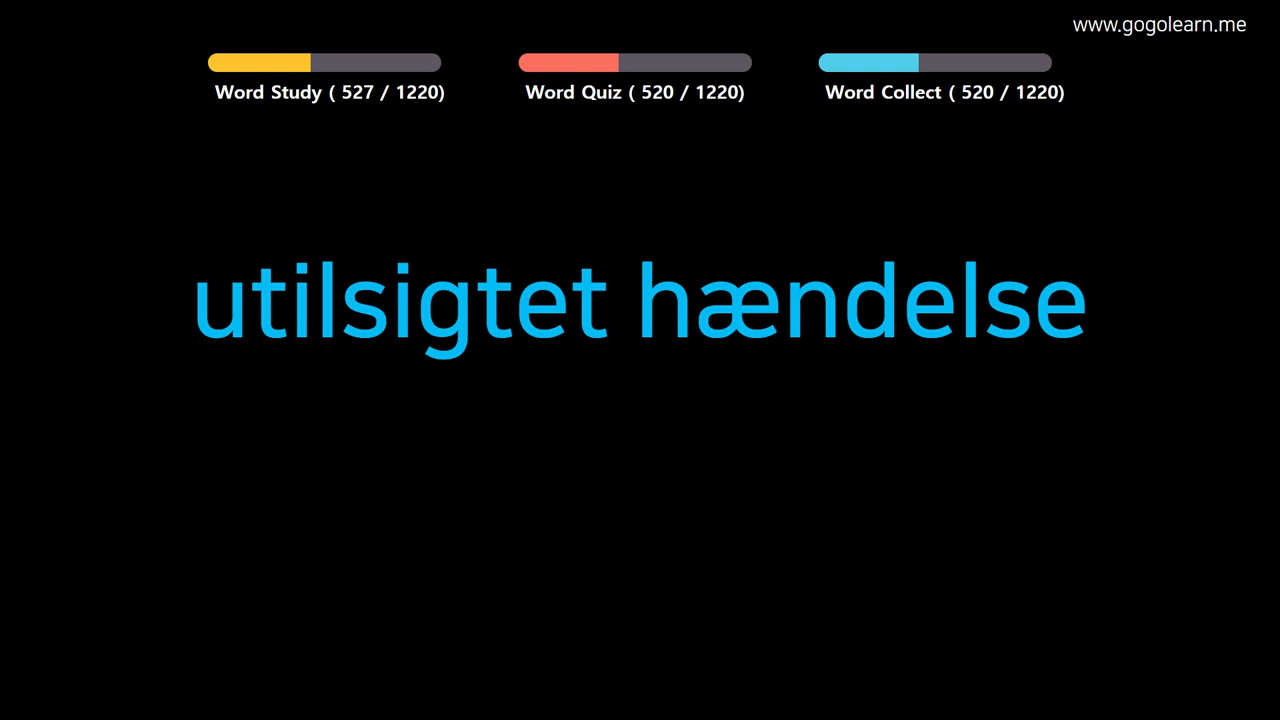 www.gogolearn.me
Word Study ( 527 / 1220)
Word Quiz ( 520 / 1220)
Word Collect ( 520 / 1220)
utilsigtet hændelse